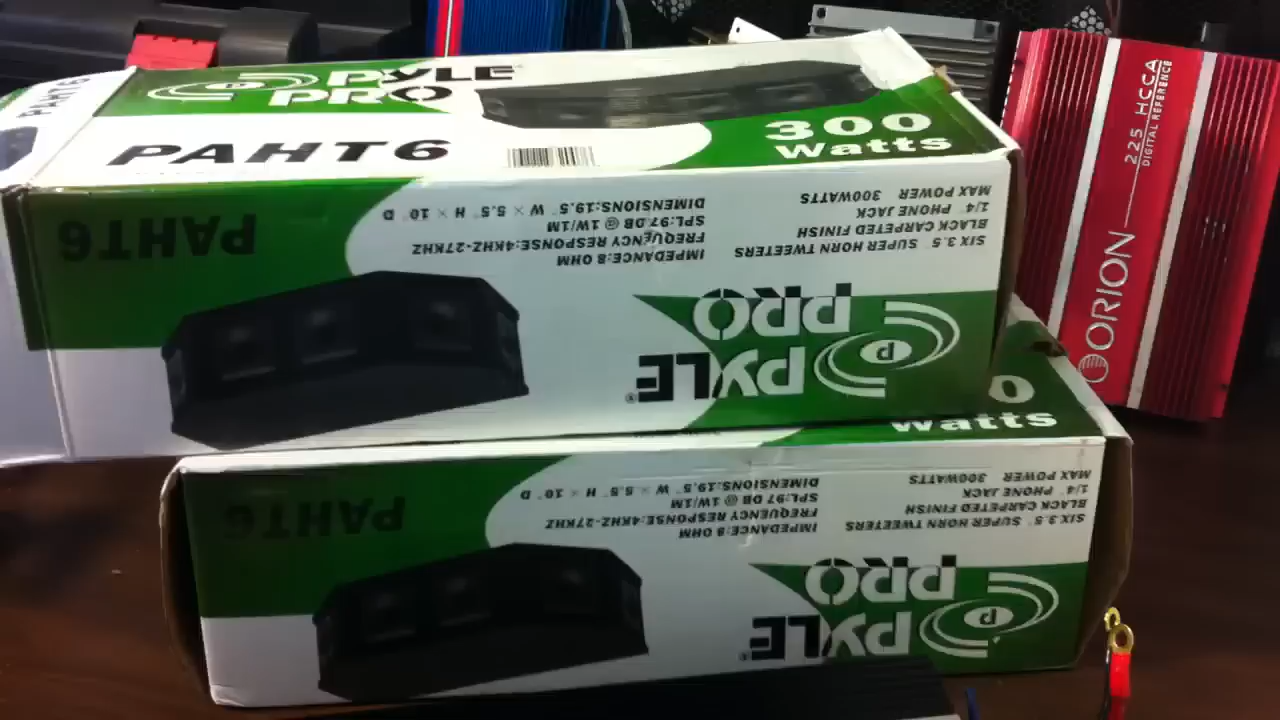 PYLE
PRO
PAHT6
300
Watts
PAHT6
PAHT6
SIX 3.5" SUPER HORN TWEETERS
BLACK CARPETED FINISH
1/4" PHONE JACK
MAX POWER 300WATTS
IMPEDANCE:8 OHM
FREQUENCY RESPONSE:4KHZ-27KHZ
SPL:97 DB @ 1W/1M
DIMENSIONS:19.5" W × 5.5" H × 10" D
PYLE®
PRO
0
watts
PAHT6
SIX 3.5" SUPER HORN TWEETERS
BLACK CARPETED FINISH
1/4" PHONE JACK
MAX POWER 300WATTS
IMPEDANCE:8 OHM
FREQUENCY RESPONSE:4KHZ-27KHZ
SPL:97 DB @ 1W/1M
DIMENSIONS:19.5" W × 5.5" H × 10" D
PYLE®
PRO
ORION 225 HCCA
DIGITAL REFERENCE